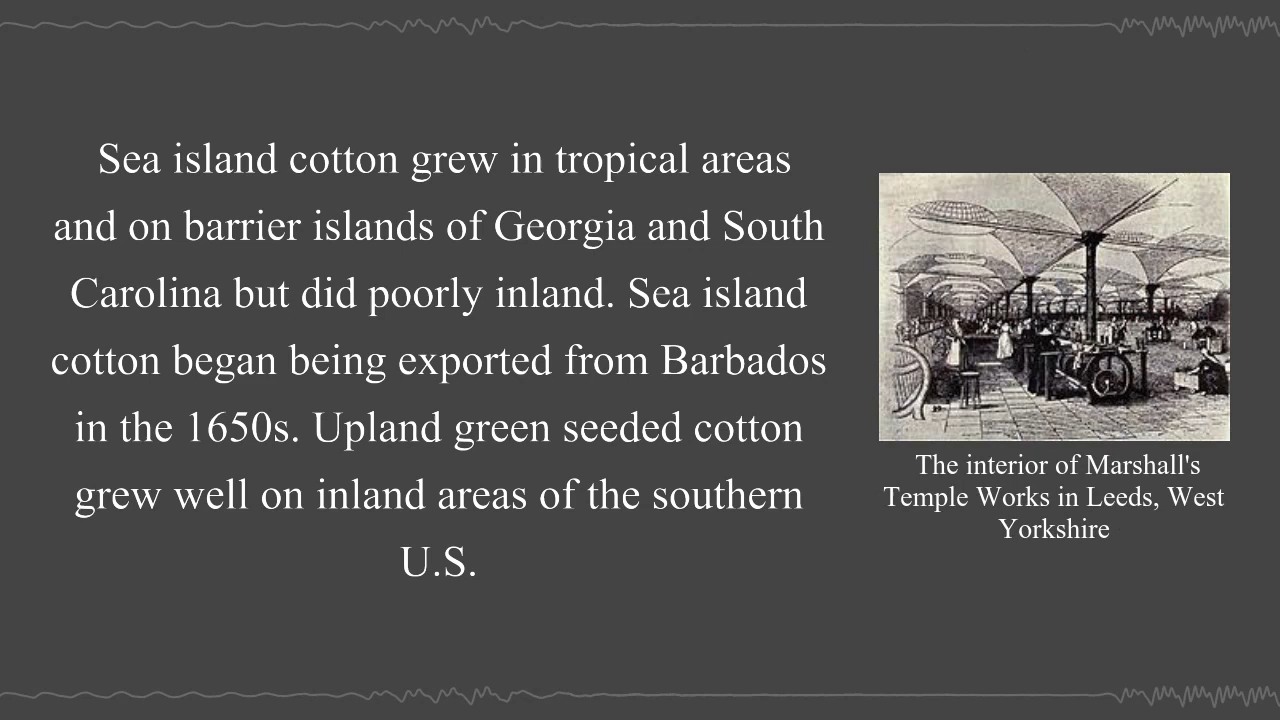 Sea island cotton grew in tropical areas
and on barrier islands of Georgia and South
Carolina but did poorly inland. Sea island
cotton began being exported from Barbados
in the 1650s. Upland green seeded cotton
grew well on inland areas of the southern
U.S.
The interior of Marshall's
Temple Works in Leeds, West
Yorkshire